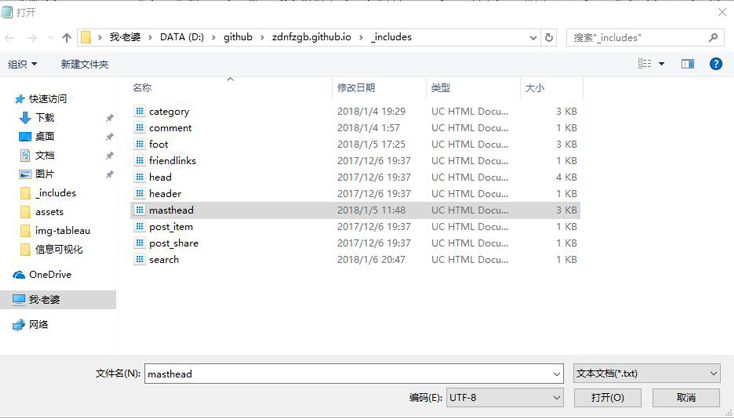 打开
我·老婆 > DATA (D:) > github > zdnfzgb.github.io > _includes
搜索"_includes"
组织 新建文件夹
名称 修改日期 类型 大小
快速访问
下载
桌面
文档
图片
_includes
assets
img-tableau
信息可视化
OneDrive
我·老婆
网络
category 2018/1/4 19:29 UC HTML Docu... 3 KB
comment 2018/1/4 1:57 UC HTML Docu... 1 KB
foot 2018/1/5 17:25 UC HTML Docu... 3 KB
friendlinks 2017/12/6 19:37 UC HTML Docu... 1 KB
head 2017/12/6 19:37 UC HTML Docu... 4 KB
header 2017/12/6 19:37 UC HTML Docu... 1 KB
masthead 2018/1/5 11:48 UC HTML Docu... 3 KB
post_item 2017/12/6 19:37 UC HTML Docu... 1 KB
post_share 2017/12/6 19:37 UC HTML Docu... 1 KB
search 2018/1/6 20:47 UC HTML Docu... 1 KB
文件名(N): masthead 文本文档(*.txt)
编码(E): UTF-8 打开(O) 取消